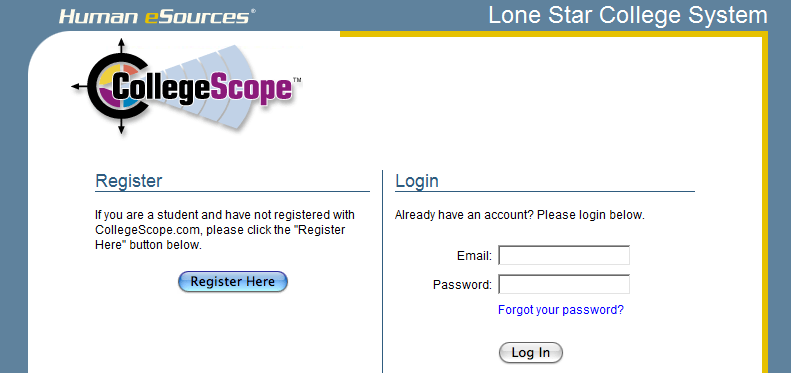 Human eSources®
Lone Star College System
CollegeScope™
Register
If you are a student and have not registered with
CollegeScope.com, please click the "Register
Here" button below.
Register Here
Login
Already have an account? Please login below.
Email:
Password:
Forgot your password?
Log In